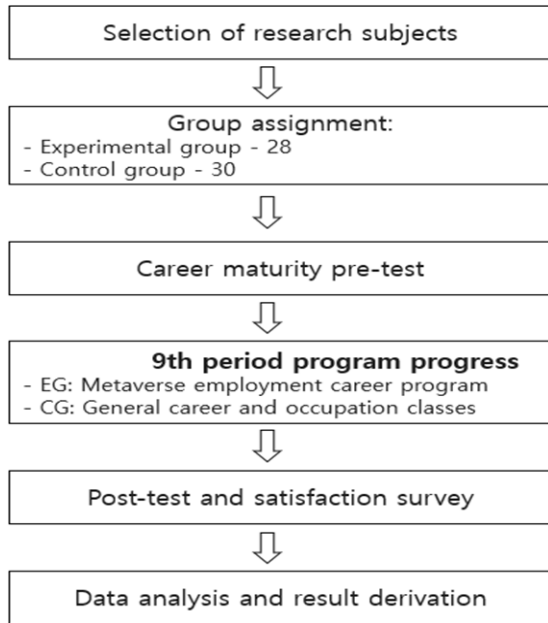 Selection of research subjects
Group assignment:
- Experimental group - 28
- Control group - 30
Career maturity pre-test
9th period program progress
- EG: Metaverse employment career program
- CG: General career and occupation classes
Post-test and satisfaction survey
Data analysis and result derivation